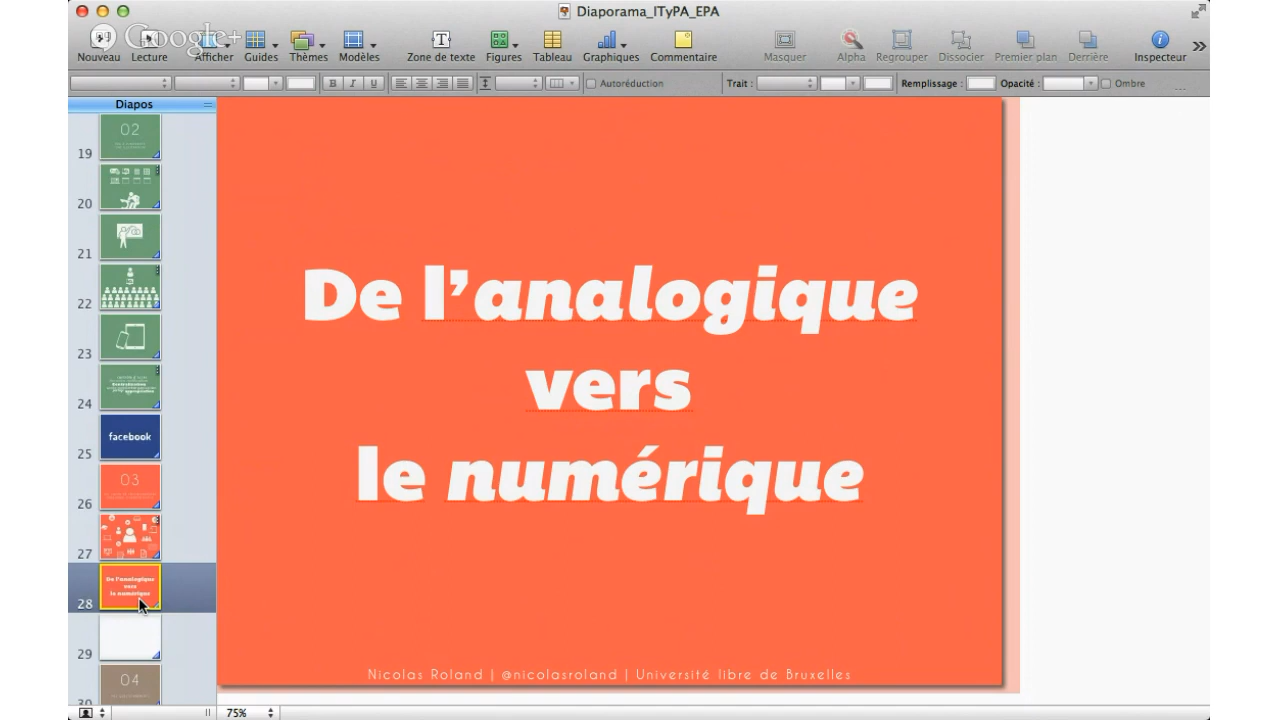 Diaporama_ITyPA_EPA
Google+
Nouveau Lecture Afficher Guides Thèmes Modèles Zone de texte Figures Tableau Graphiques Commentaire Masquer Alpha Regrouper Dissocier Premier plan Derrière Inspecteur
B I U Autoréduction Trait : Remplissage : Opacité : Ombre
Diapos
02
19
20
21
22
23
24
facebook
25
03
26
27
De l'analogique
vers
le numérique
28
29
04
30
De l’analogique
vers
le numérique
Nicolas Roland | @nicolasroland | Université libre de Bruxelles
75%